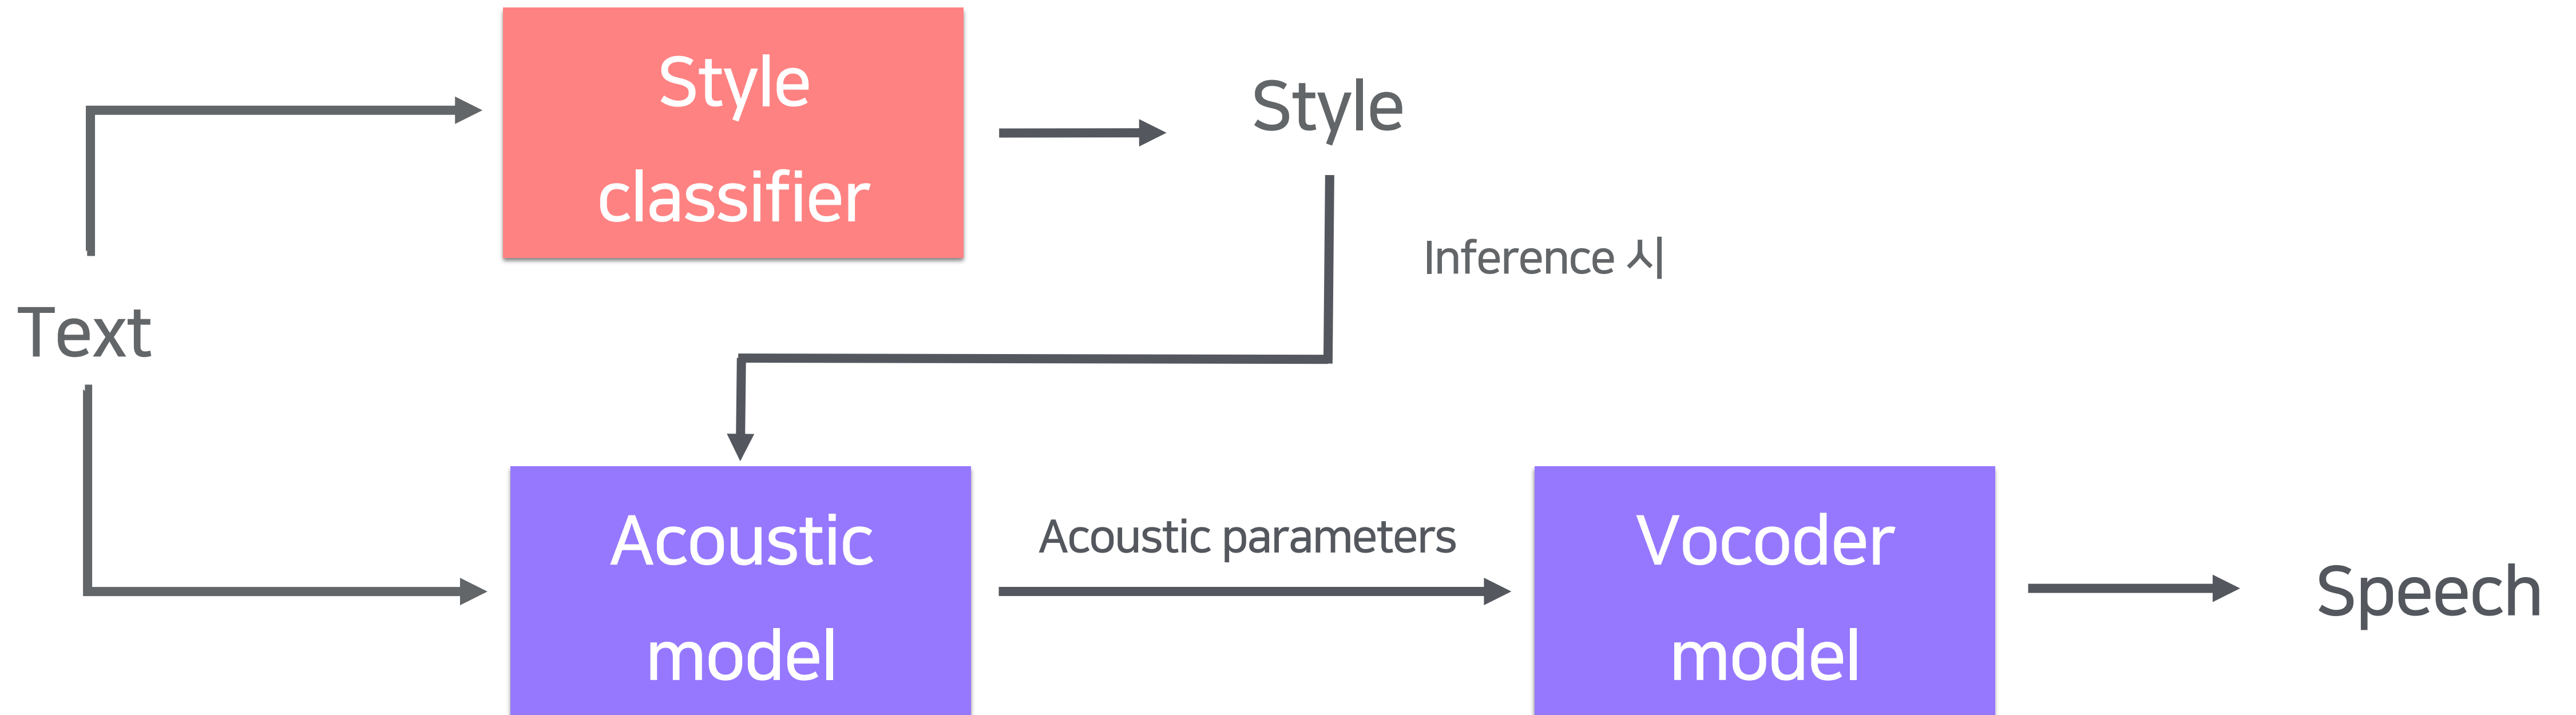 Style
classifier
Style
Inference 시
Text
Acoustic
model
Acoustic parameters
Vocoder
model
Speech